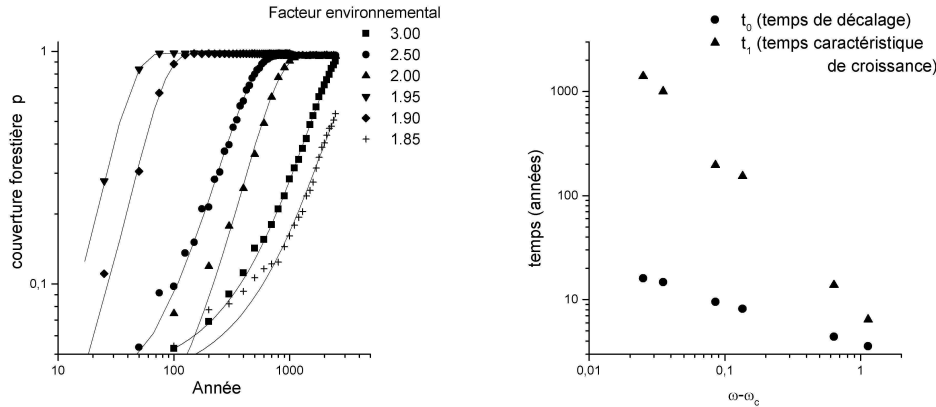 Facteur environnemental
3.00
2.50
2.00
1.95
1.90
1.85
couverture forestière p
1
0,1
10
100
1000
Année
t0 (temps de décalage)
t1 (temps caractéristique
de croissance)
temps (années)
1000
100
10
0,01
0,1
1
ω-ωc